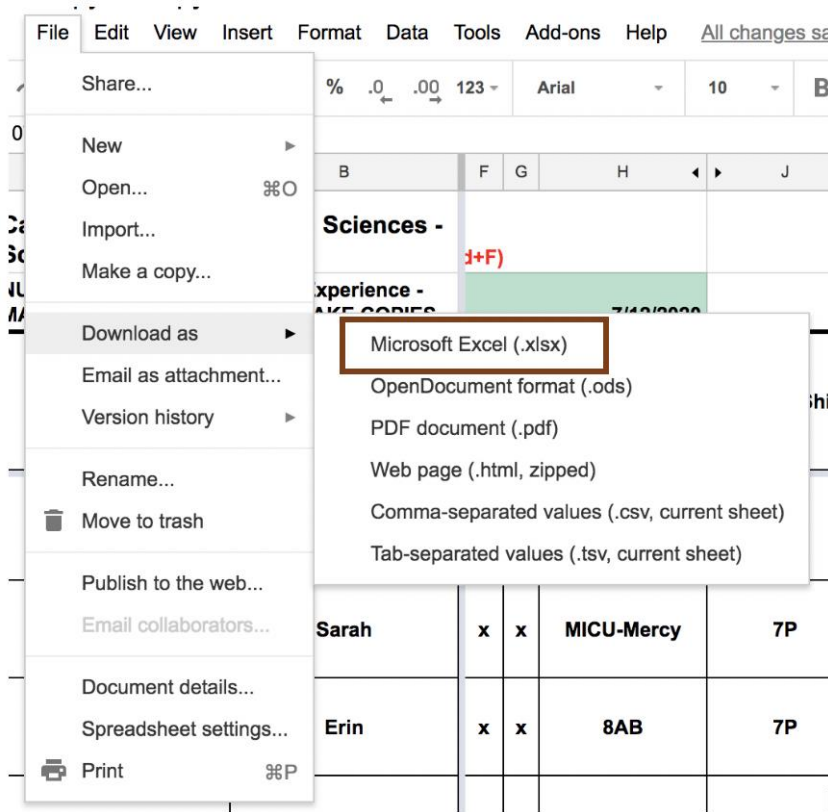 File Edit View Insert Format Data Tools Add-ons Help All changes sa
Share... % .0 .00 123 Arial 10 B
0
New
B F G H J
Open... ⌘O
Import... Sciences -
d+F)
Make a copy...
xperience -
7/12/2020
Download as
Microsoft Excel (.xlsx)
Email as attachment...
OpenDocument format (.ods)
Version history
PDF document (.pdf)
Web page (.html, zipped)
Rename...
Comma-separated values (.csv, current sheet)
Move to trash
Tab-separated values (.tsv, current sheet)
Publish to the web...
Email collaborators...
Sarah x x MICU-Mercy 7P
Document details...
Spreadsheet settings...
Erin x x 8AB 7P
Print ⌘P